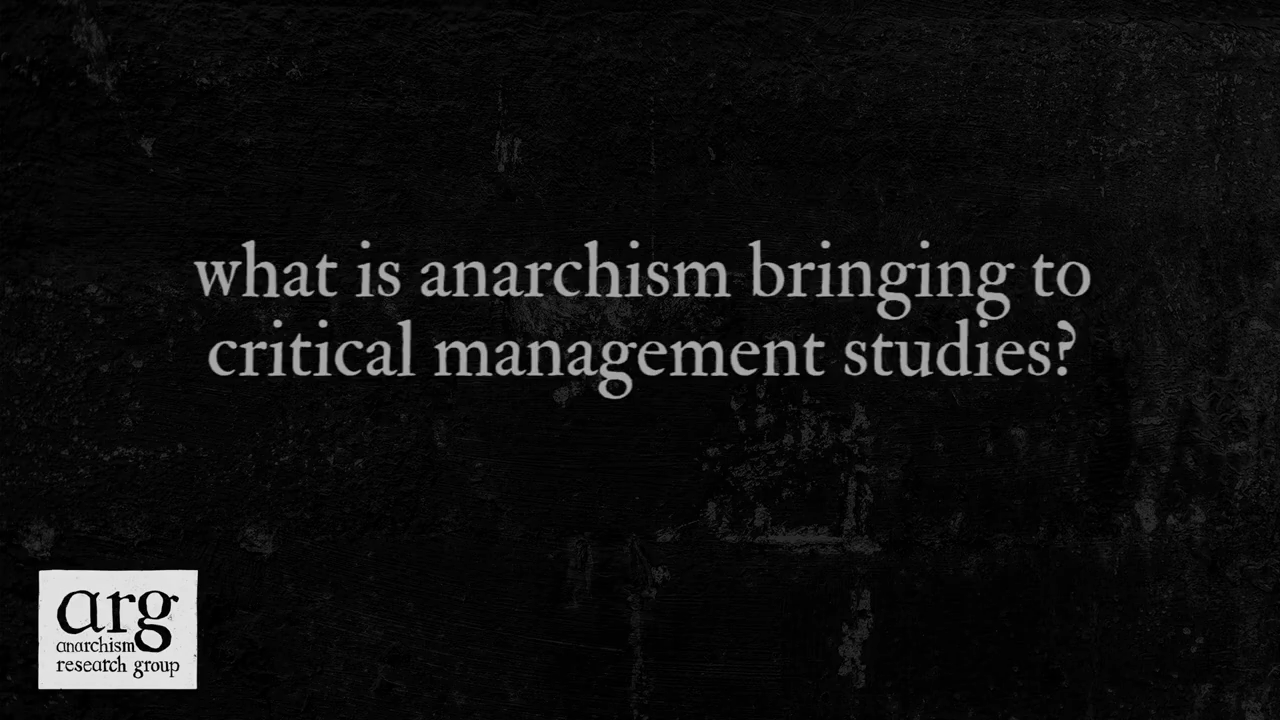 what is anarchism bringing to
critical management studies?
arg
anarchism
research group